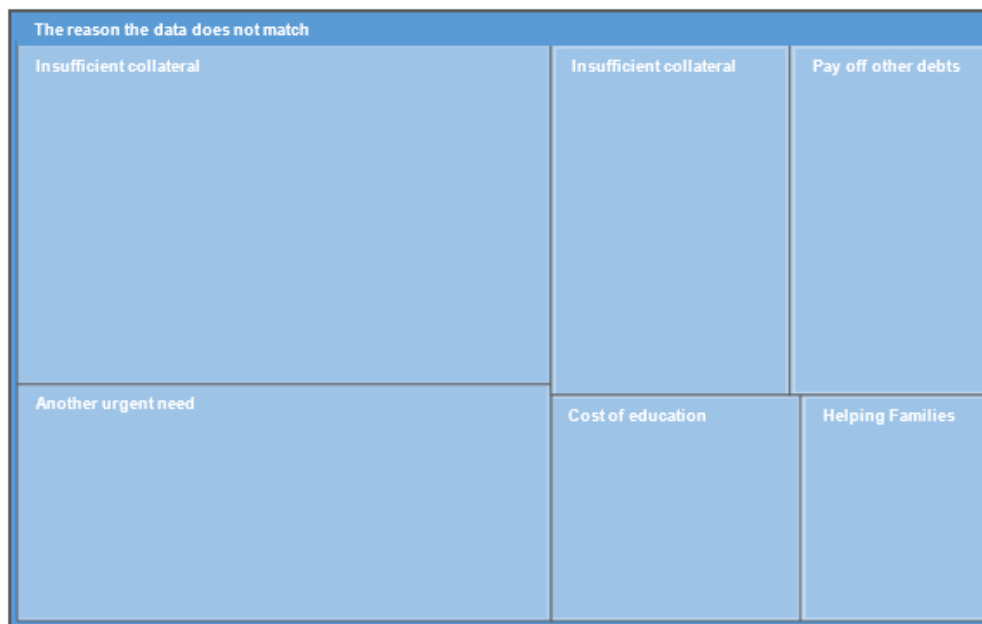 The reason the data does not match
Insufficient collateral
Insufficient collateral
Pay off other debts
Another urgent need
Cost of education
Helping Families